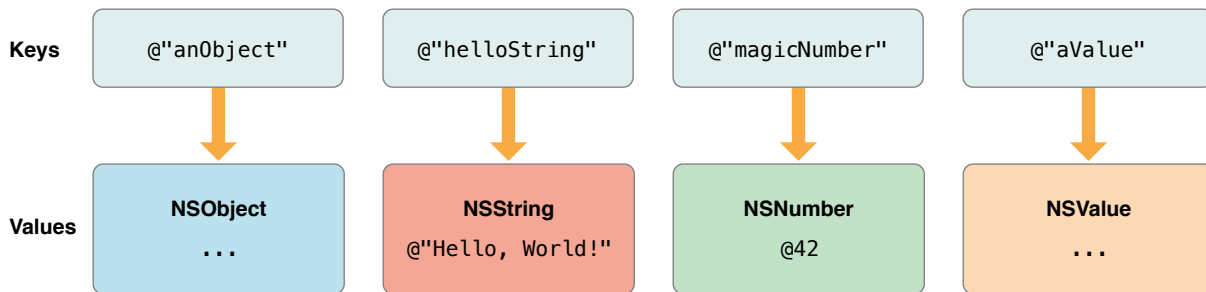 Keys @"anObject" @"helloString" @"magicNumber" @"aValue"
Values
NSObject
...
NSString
@"Hello, World!"
NSNumber
@42
NSValue
...